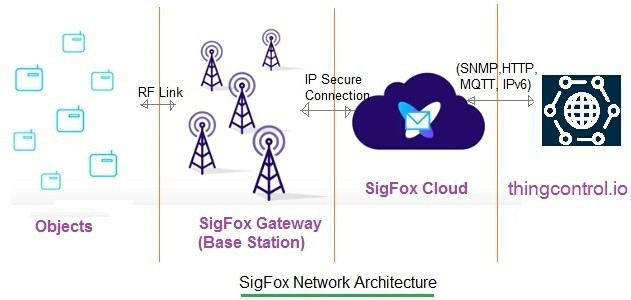 RF Link
IP Secure
Connection
(SNMP,HTTP,
MQTT, IPv6)
Objects
SigFox Gateway
(Base Station)
SigFox Cloud
thingcontrol.io
SigFox Network Architecture